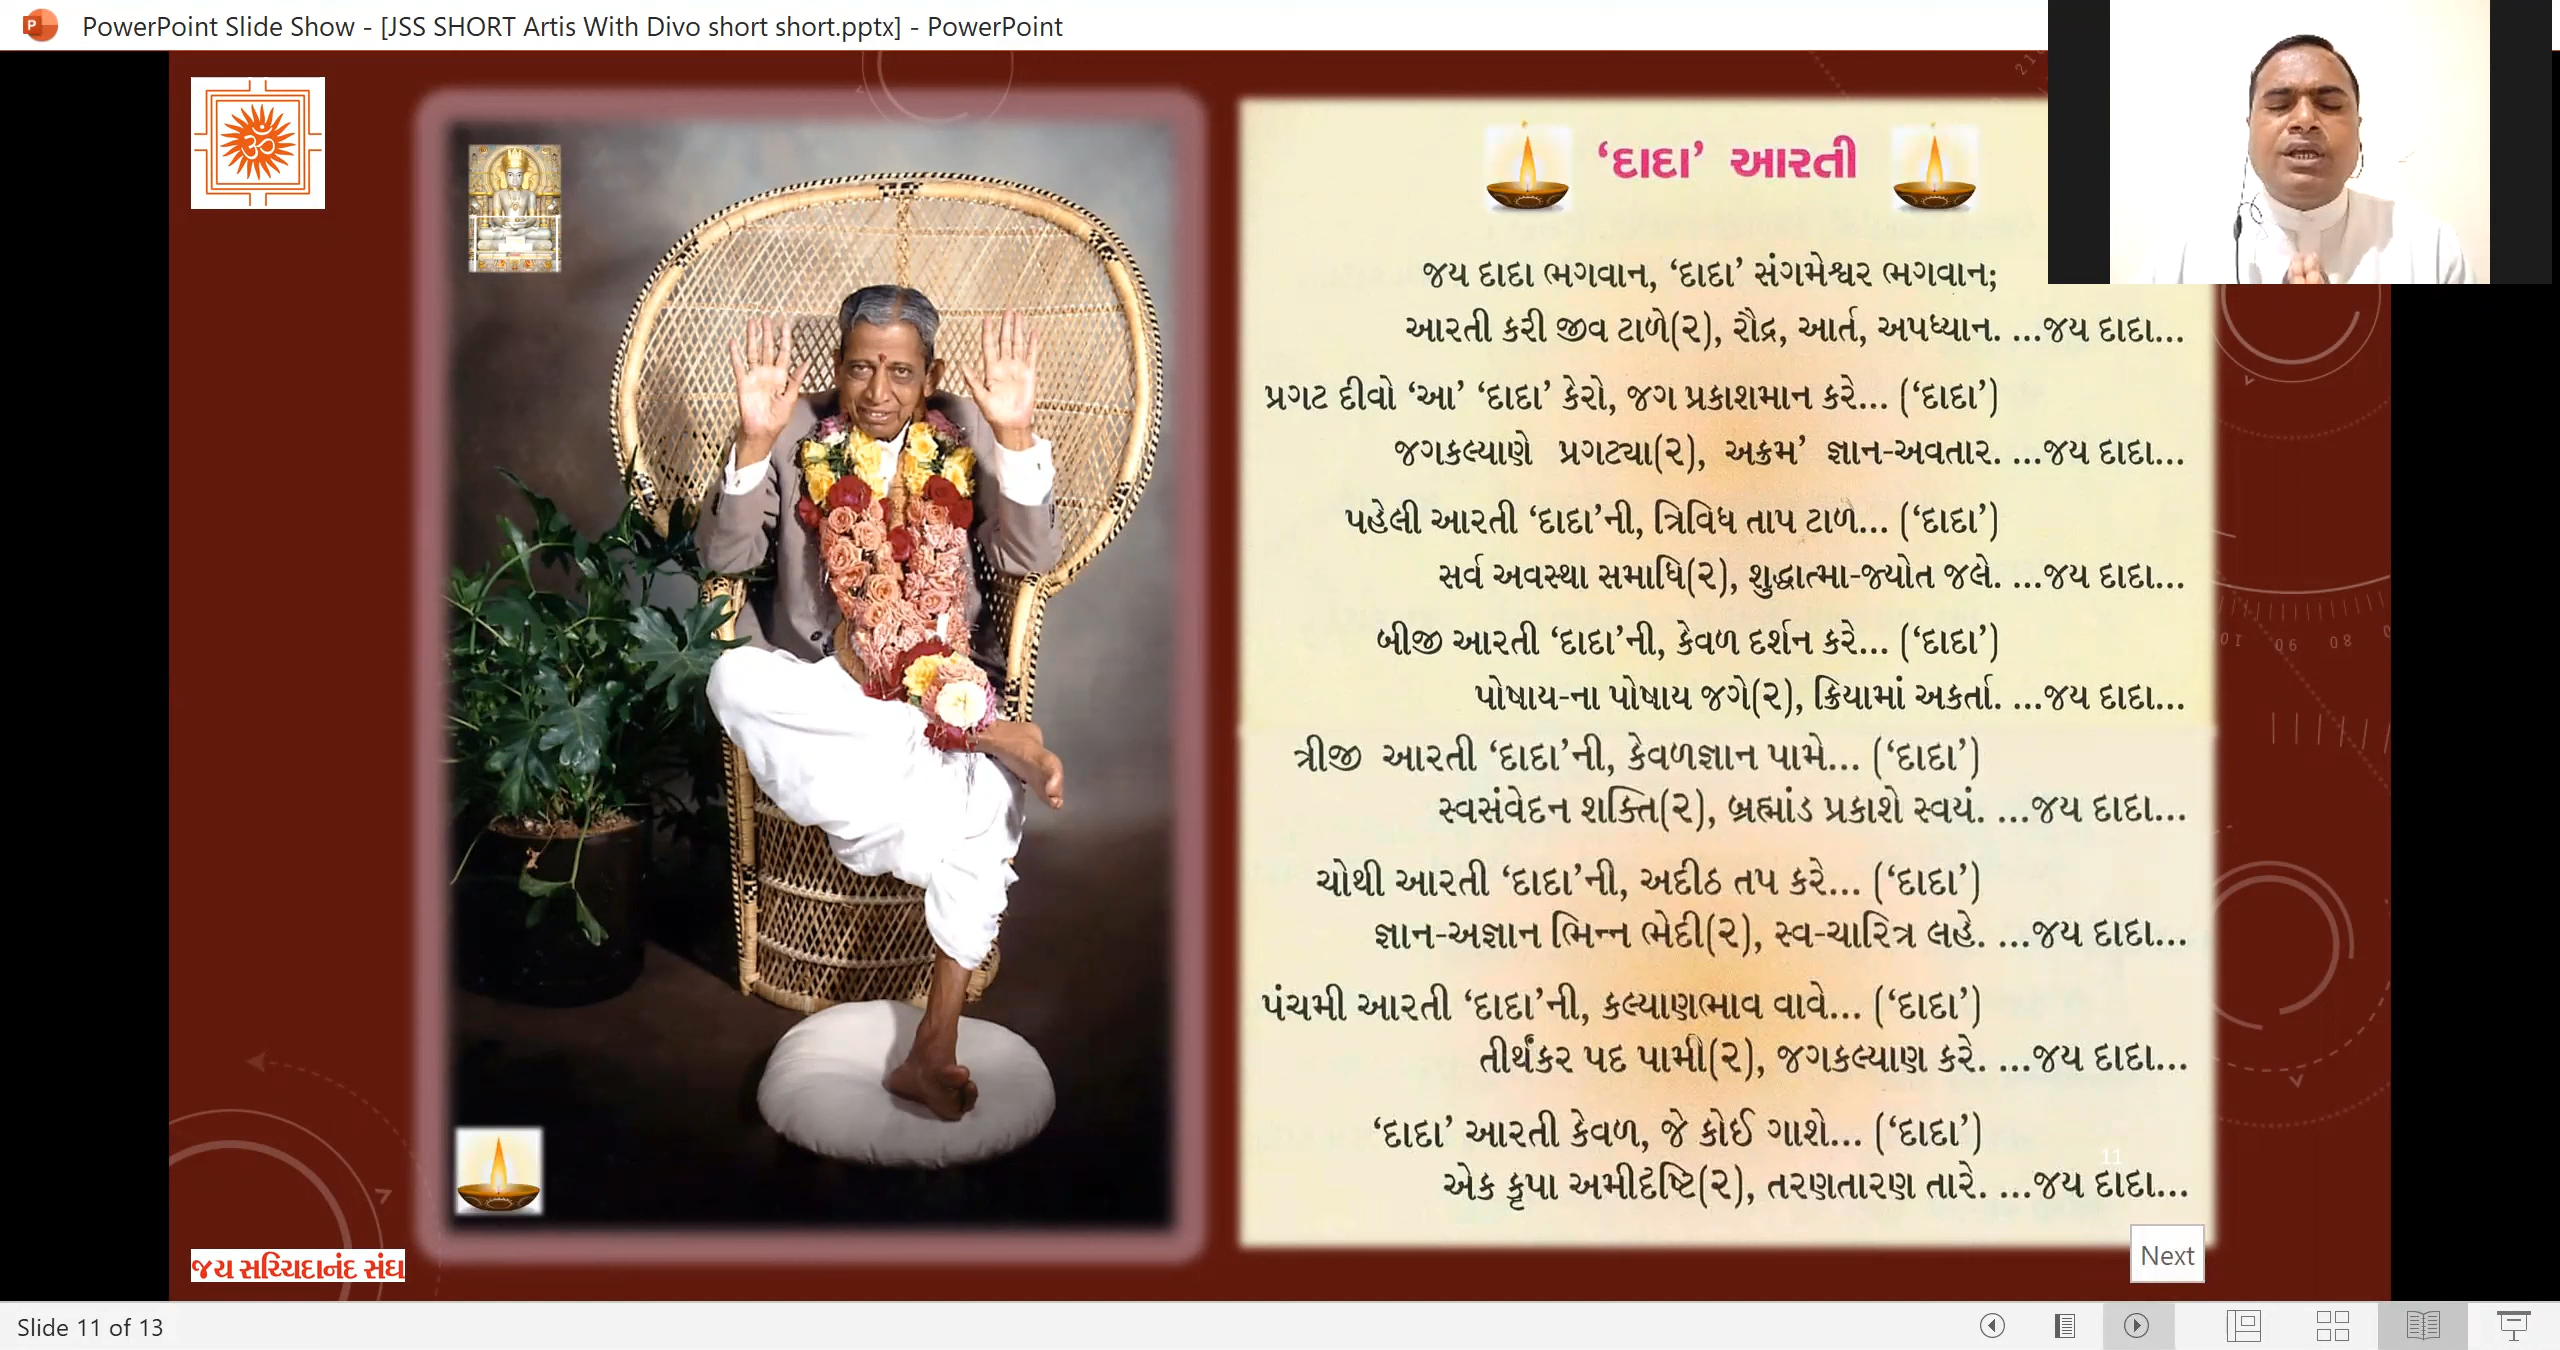 PowerPoint Slide Show - [JSS SHORT Artis With Divo short short.pptx] - PowerPoint
‘દાદા’ આરતી
જય દાદા ભગવાન, ‘દાદા’ સંગમેશ્વર ભગવાન;
આરતી કરી જીવ ટાળે(૨), રૌદ્ર, આર્ત, અપધ્યાન. ...જય દાદા...
પ્રગટ દીવો ‘આ’ ‘દાદા’ કેરો, જગ પ્રકાશમાન કરે... (‘દાદા’)
જગકલ્યાણે પ્રગટ્યા(૨), અક્રમ’ જ્ઞાન-અવતાર. ...જય દાદા...
પહેલી આરતી ‘દાદા’ની, ત્રિવિધ તાપ ટાળે... (‘દાદા’)
સર્વ અવસ્થા સમાધિ(૨), શુદ્ધાત્મા-જ્યોત જલે. ...જય દાદા...
બીજી આરતી ‘દાદા’ની, કેવળ દર્શન કરે... (‘દાદા’)
પોષાય-ના પોષાય જગે(૨), ક્રિયામાં અકર્તા. ...જય દાદા...
ત્રીજી આરતી ‘દાદા’ની, કેવળજ્ઞાન પામે... (‘દાદા’)
સ્વસંવેદન શક્તિ(૨), બ્રહ્માંડ પ્રકાશે સ્વયં. ...જય દાદા...
ચોથી આરતી ‘દાદા’ની, અદીઠ તપ કરે... (‘દાદા’)
જ્ઞાન-અજ્ઞાન ભિન્ન ભેદી(૨), સ્વ-ચારિત્ર લહે. ...જય દાદા...
પંચમી આરતી ‘દાદા’ની, કલ્યાણભાવ વાવે... (‘દાદા’)
તીર્થંકર પદ પામી(૨), જગકલ્યાણ કરે. ...જય દાદા...
‘દાદા’ આરતી કેવળ, જે કોઈ ગાશે... (‘દાદા’)
11
એક કૃપા અમીદૃષ્ટિ(૨), તરણતારણ તારે. ...જય દાદા...
Next
જય સચ્ચિદાનંદ સંઘ
Slide 11 of 13